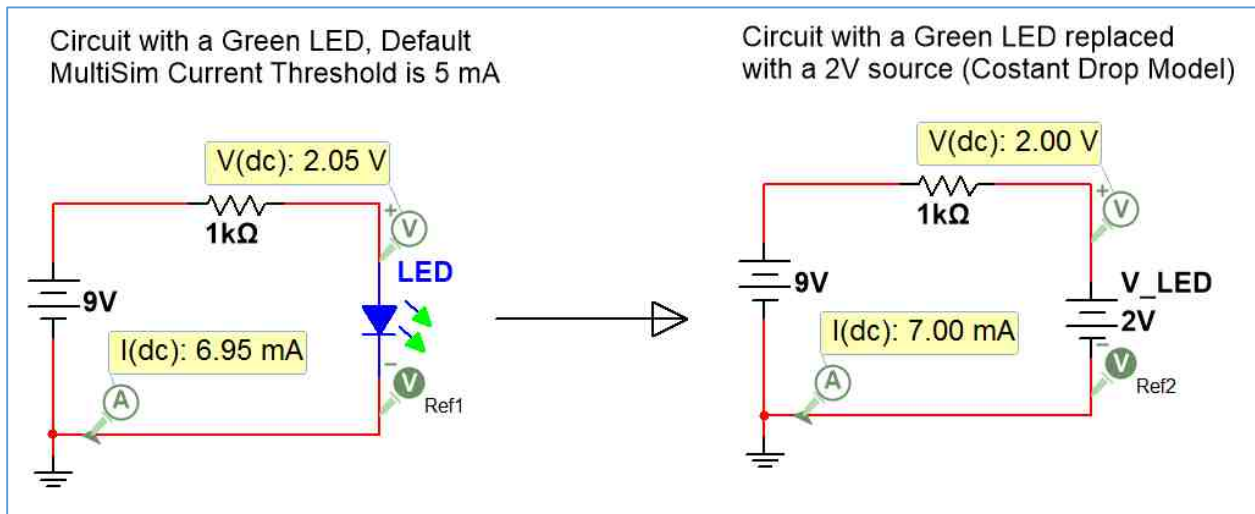 Circuit with a Green LED, Default
MultiSim Current Threshold is 5 mA
V(dc): 2.05 V
+
V
1kΩ
LED
9V
I(dc): 6.95 mA
A
−
V
Ref1
Circuit with a Green LED replaced
with a 2V source (Costant Drop Model)
V(dc): 2.00 V
+
V
1kΩ
V_LED
9V
2V
I(dc): 7.00 mA
A
−
V
Ref2